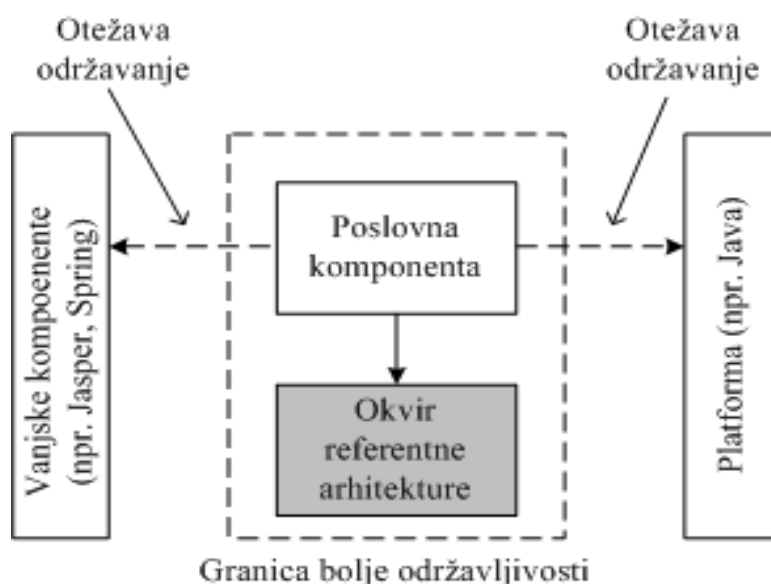 Otežava
održavanje
Otežava
održavanje
Vanjske kompoenente
(npr. Jasper, Spring)
Poslovna
komponenta
Okvir
referentne
arhitekture
Platforma (npr. Java)
Granica bolje održavljivosti